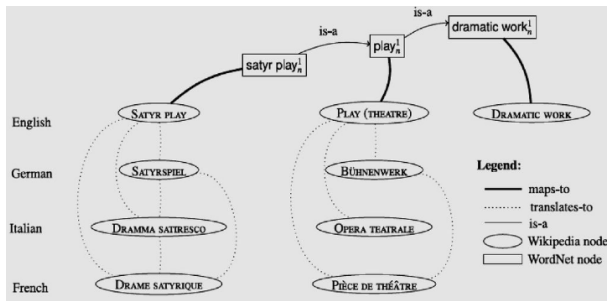 is-a
dramatic work¹ₙ
is-a
play¹ₙ
satyr play¹ₙ
English
SATYR PLAY
PLAY (THEATRE)
DRAMATIC WORK
German
SATYRSPIEL
BÜHNENWERK
Legend:
maps-to
translates-to
is-a
Italian
DRAMMA SATIRESCO
OPERA TEATRALE
Wikipedia node
WordNet node
French
DRAME SATYRIQUE
PIÈCE DE THÉÂTRE